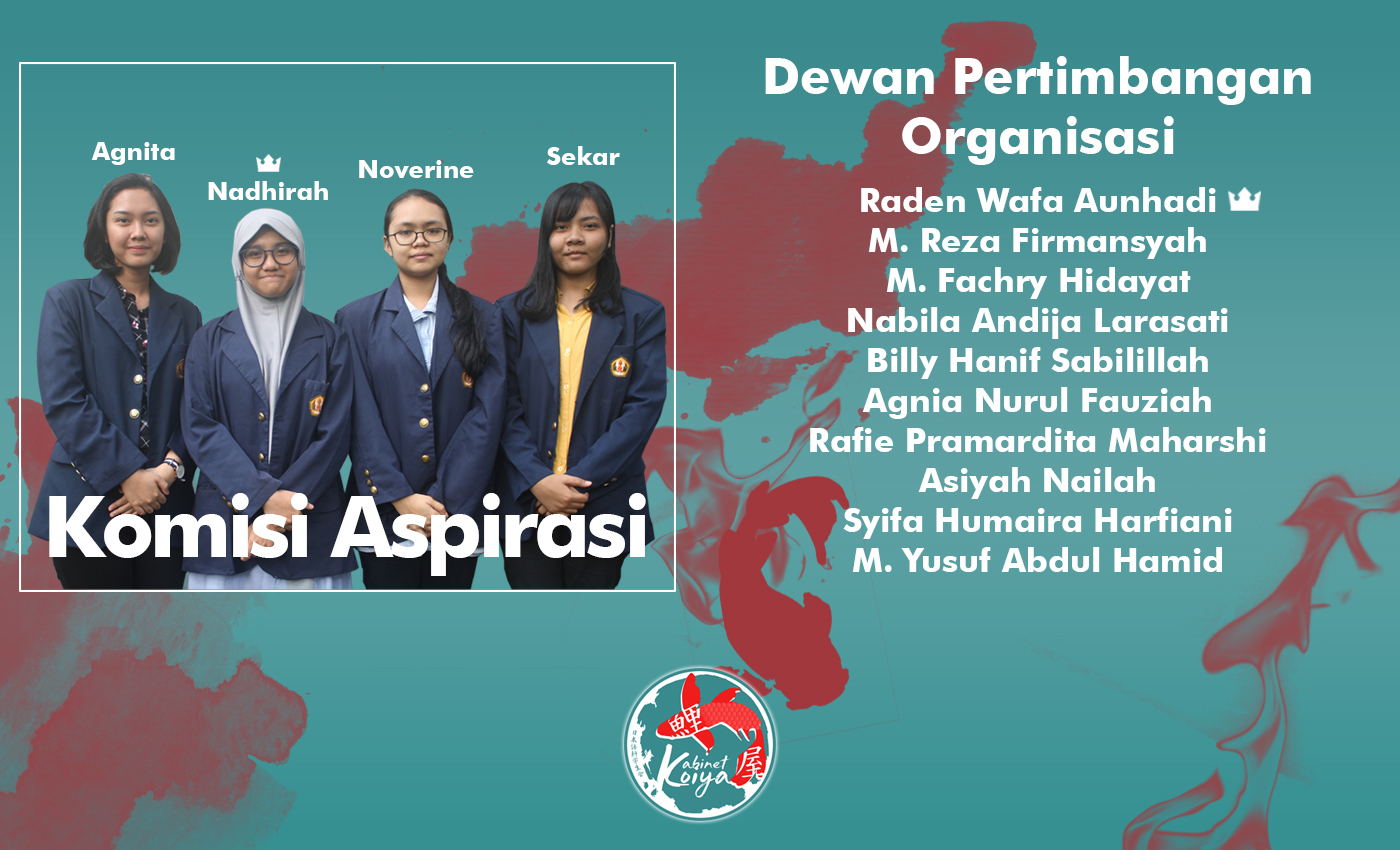 Agnita
Nadhirah
Noverine
Sekar
Komisi Aspirasi
Dewan Pertimbangan
Organisasi
Raden Wafa Aunhadi
M. Reza Firmansyah
M. Fachry Hidayat
Nabila Andija Larasati
Billy Hanif Sabilillah
Agnia Nurul Fauziah
Rafie Pramardita Maharshi
Asiyah Nailah
Syifa Humaira Harfiani
M. Yusuf Abdul Hamid
鯉
屋
Kabinet
Koiya